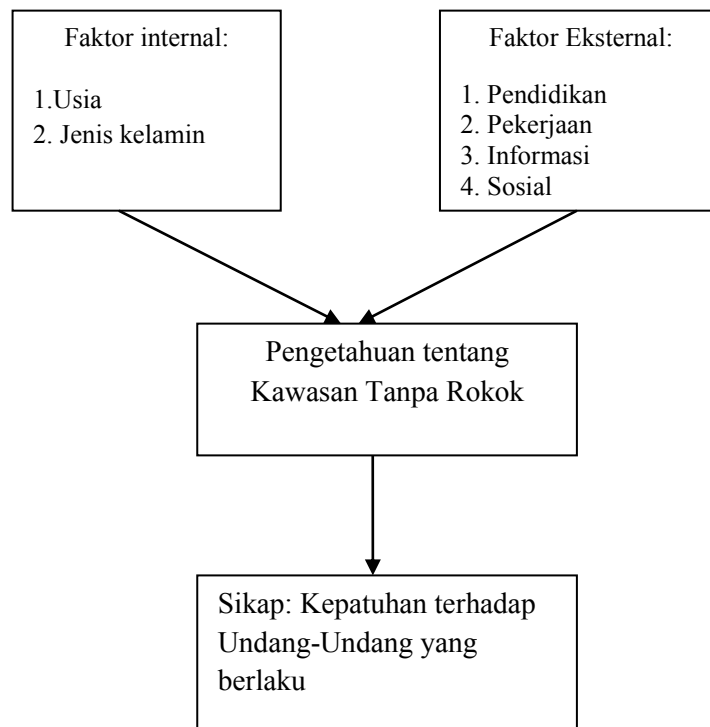 Faktor internal:
1.Usia
2. Jenis kelamin
Faktor Eksternal:
1. Pendidikan
2. Pekerjaan
3. Informasi
4. Sosial
Pengetahuan tentang
Kawasan Tanpa Rokok
Sikap: Kepatuhan terhadap
Undang-Undang yang
berlaku